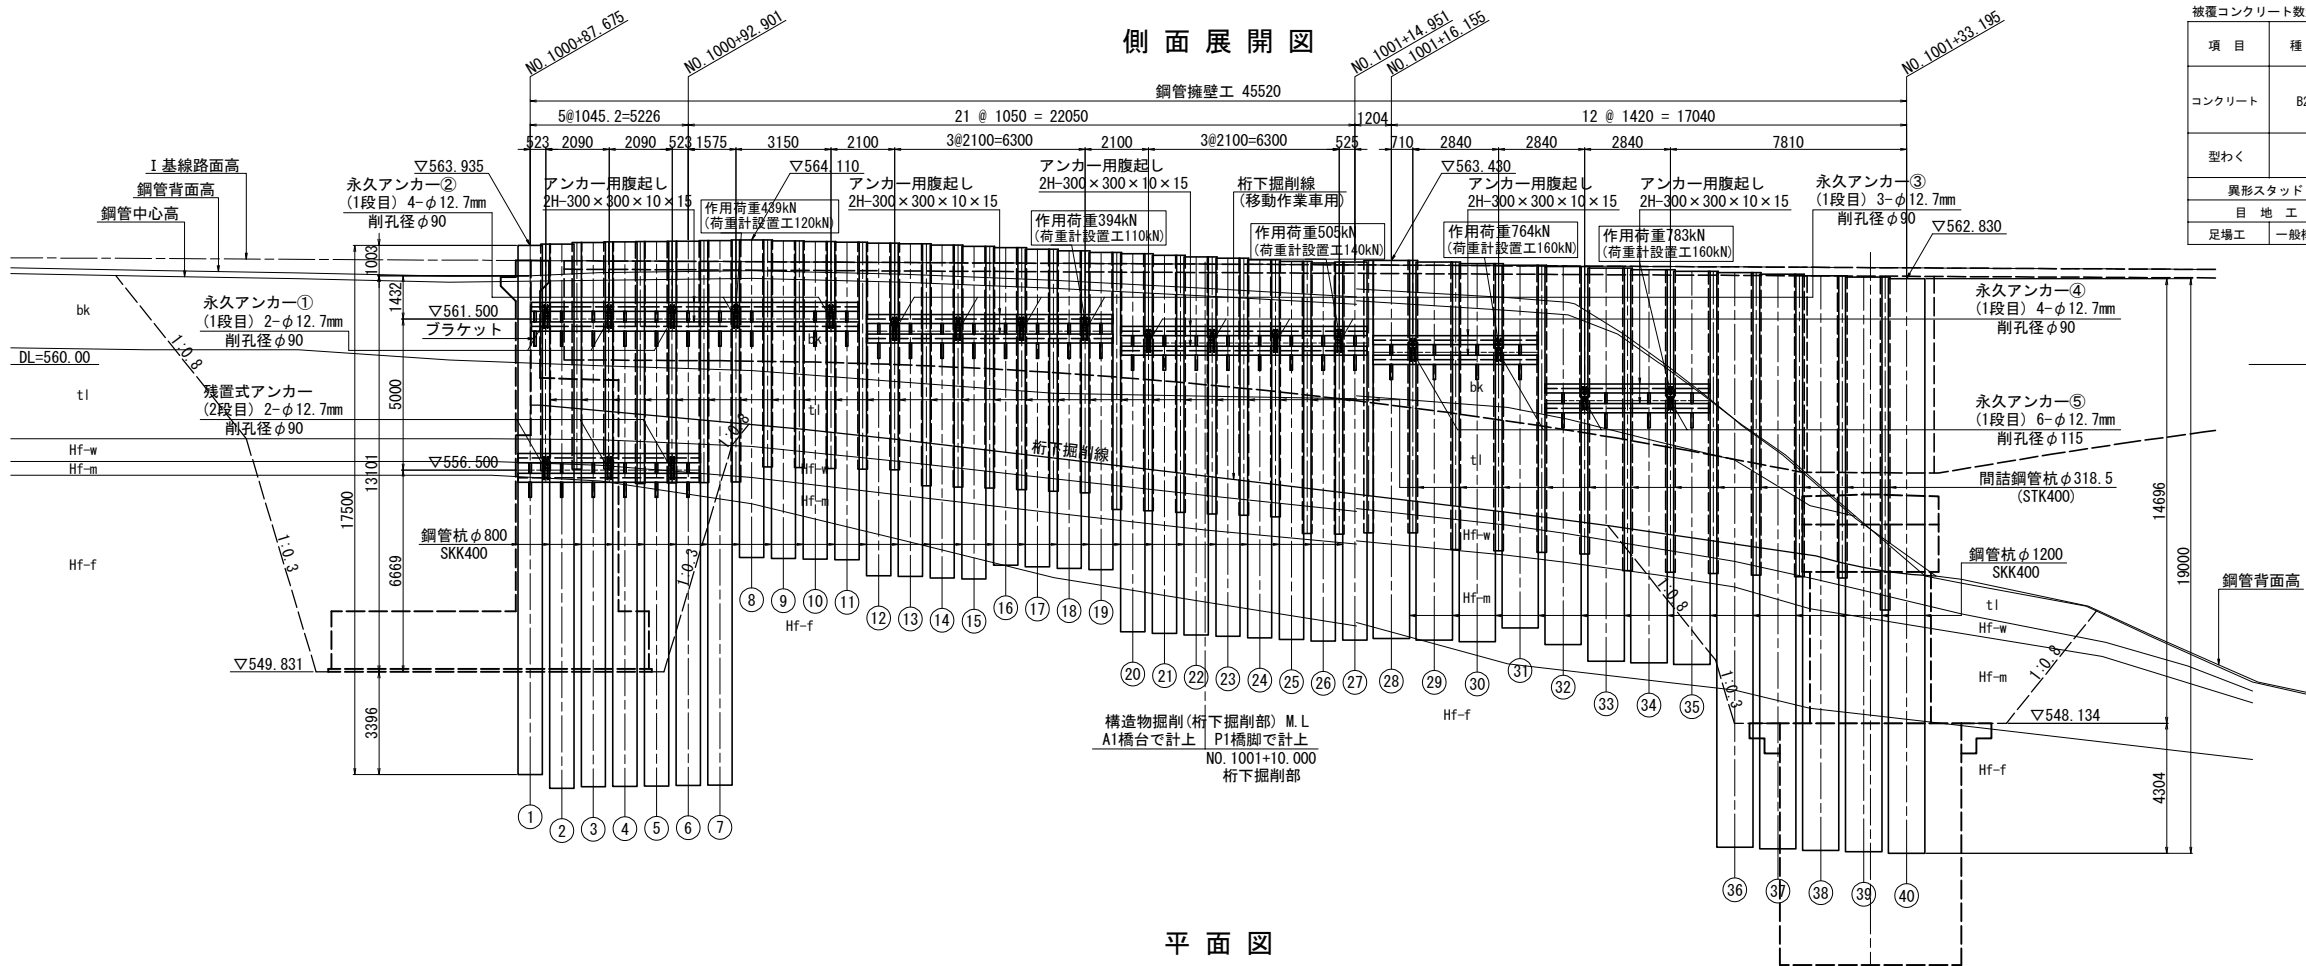 側面展開図
NO.1000+87.675
NO.1000+92.901
NO.1001+14.951
NO.1001+16.155
NO.1001+33.195
鋼管擁壁工 45520
5@1045.2=5226
21 @ 1050 = 22050
1204
12 @ 1420 = 17040
523
2090
2090
523
1575
3150
2100
3@2100=6300
2100
3@2100=6300
525
710
2840
2840
2840
7810
被覆コンクリート数
項 目
種
コンクリート
型わく
異形スタッド
目 地 工
足場工
I 基線路面高
鋼管背面高
鋼管中心高
▽563.935
永久アンカー②
(1段目) 4-φ12.7mm
削孔径φ90
アンカー用腹起し
2H-300×300×10×15
作用荷重439kN
(荷重計設置工120kN)
▽564.110
アンカー用腹起し
2H-300×300×10×15
アンカー用腹起し
2H-300×300×10×15
作用荷重394kN
(荷重計設置工110kN)
桁下掘削線
(移動作業車用)
作用荷重505kN
(荷重計設置工140kN)
▽563.430
アンカー用腹起し
2H-300×300×10×15
作用荷重764kN
(荷重計設置工160kN)
アンカー用腹起し
2H-300×300×10×15
作用荷重783kN
(荷重計設置工160kN)
永久アンカー③
(1段目) 3-φ12.7mm
削孔径φ90
▽562.830
1003
1432
5000
13101
17500
6669
3396
bk
永久アンカー①
(1段目) 2-φ12.7mm
削孔径φ90
▽561.500
ブラケット
1:0.8
DL=560.00
tl
残置式アンカー
(2段目) 2-φ12.7mm
削孔径φ90
Hf-w
Hf-m
▽556.500
鋼管杭φ800
SKK400
1:0.3
Hf-f
▽549.831
bk
tl
1:0.8
桁下掘削線
Hf-w
Hf-m
1:0.3
Hf-f
bk
tl
Hf-w
Hf-m
1:0.8
1:0.3
Hf-f
永久アンカー④
(1段目) 4-φ12.7mm
削孔径φ90
永久アンカー⑤
(1段目) 6-φ12.7mm
削孔径φ115
間詰鋼管杭φ318.5
(STK400)
鋼管杭φ1200
SKK400
14696
19000
4304
鋼管背面高
tl
Hf-w
Hf-m
1:0.8
▽548.134
Hf-f
構造物掘削(桁下掘削部) M.L
A1橋台で計上 P1橋脚で計上
NO.1001+10.000
桁下掘削部
① ② ③ ④ ⑤ ⑥ ⑦
⑧ ⑨ ⑩ ⑪ ⑫ ⑬ ⑭ ⑮ ⑯ ⑰ ⑱ ⑲
⑳ ㉑ ㉒ ㉓ ㉔ ㉕ ㉖ ㉗ ㉘ ㉙ ㉚ ㉛ ㉜ ㉝ ㉞ ㉟
㊱ ㊲ ㊳ ㊴ ㊵
平面図